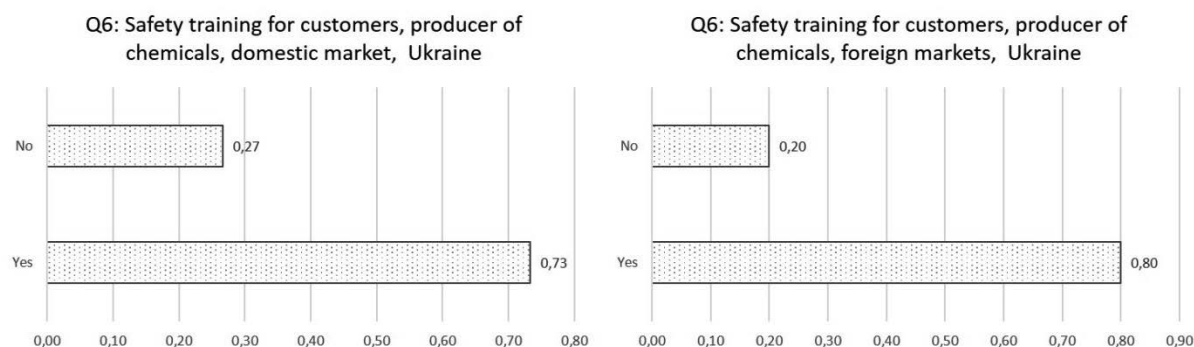 Q6: Safety training for customers, producer of
chemicals, domestic market,  Ukraine
No
0,27
Yes
0,73
0,00 0,10 0,20 0,30 0,40 0,50 0,60 0,70 0,80
Q6: Safety training for customers, producer of
chemicals, foreign markets,  Ukraine
No
0,20
Yes
0,80
0,00 0,10 0,20 0,30 0,40 0,50 0,60 0,70 0,80 0,90